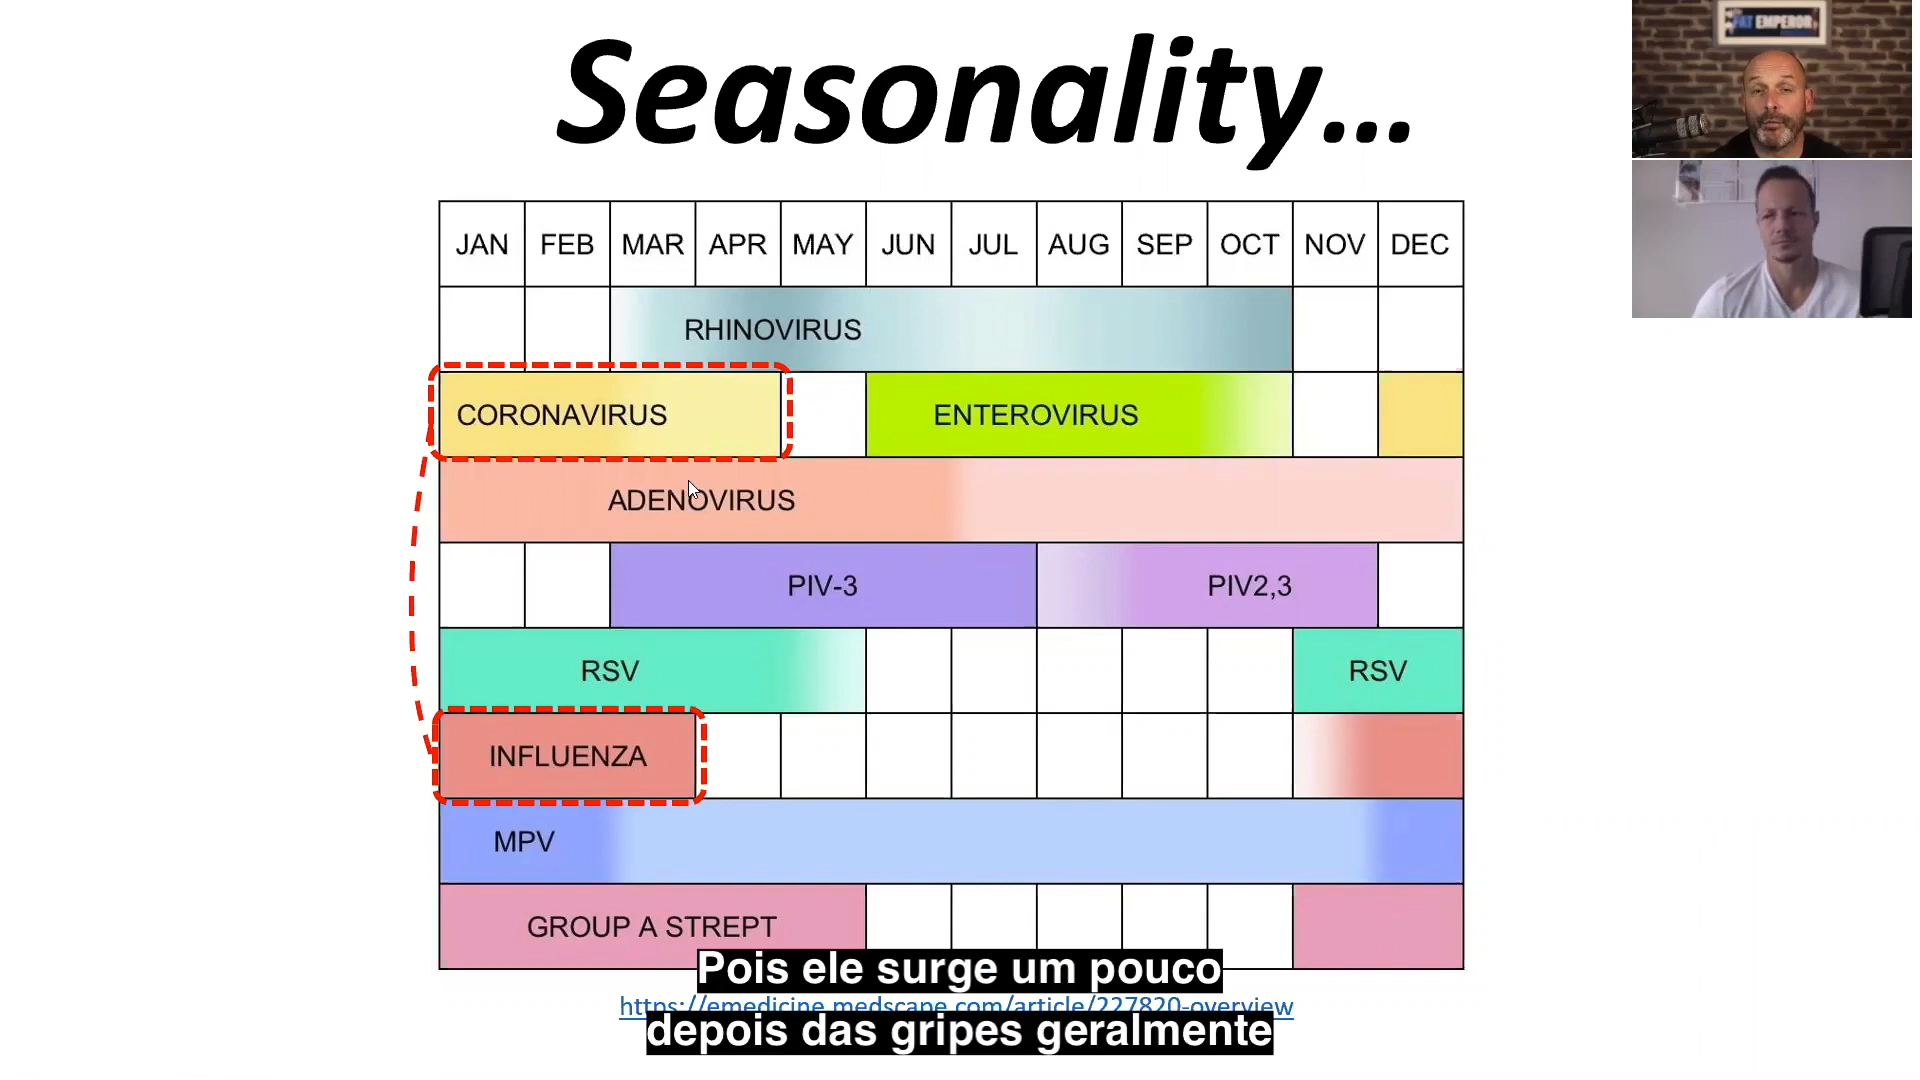 Seasonality...
FAT EMPEROR
JAN FEB MAR APR MAY JUN JUL AUG SEP OCT NOV DEC
RHINOVIRUS
CORONAVIRUS ENTEROVIRUS
ADENOVIRUS
PIV-3 PIV2,3
RSV RSV
INFLUENZA
MPV
GROUP A STREPT
Pois ele surge um pouco
https://emedicine.medscape.com/article/227820-overview
depois das gripes geralmente